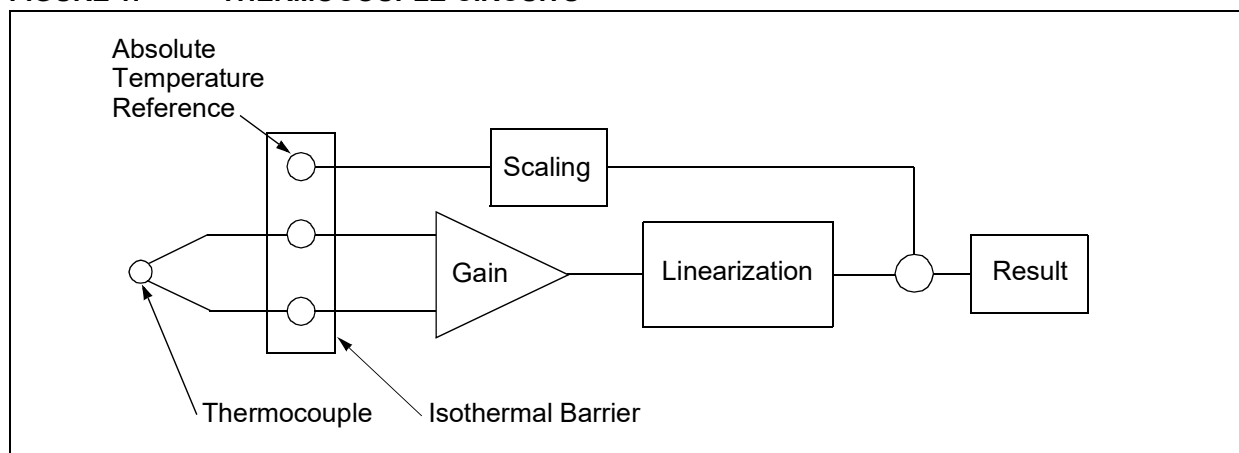 Absolute
Temperature
Reference
Scaling
Gain
Linearization
Result
Thermocouple
Isothermal Barrier